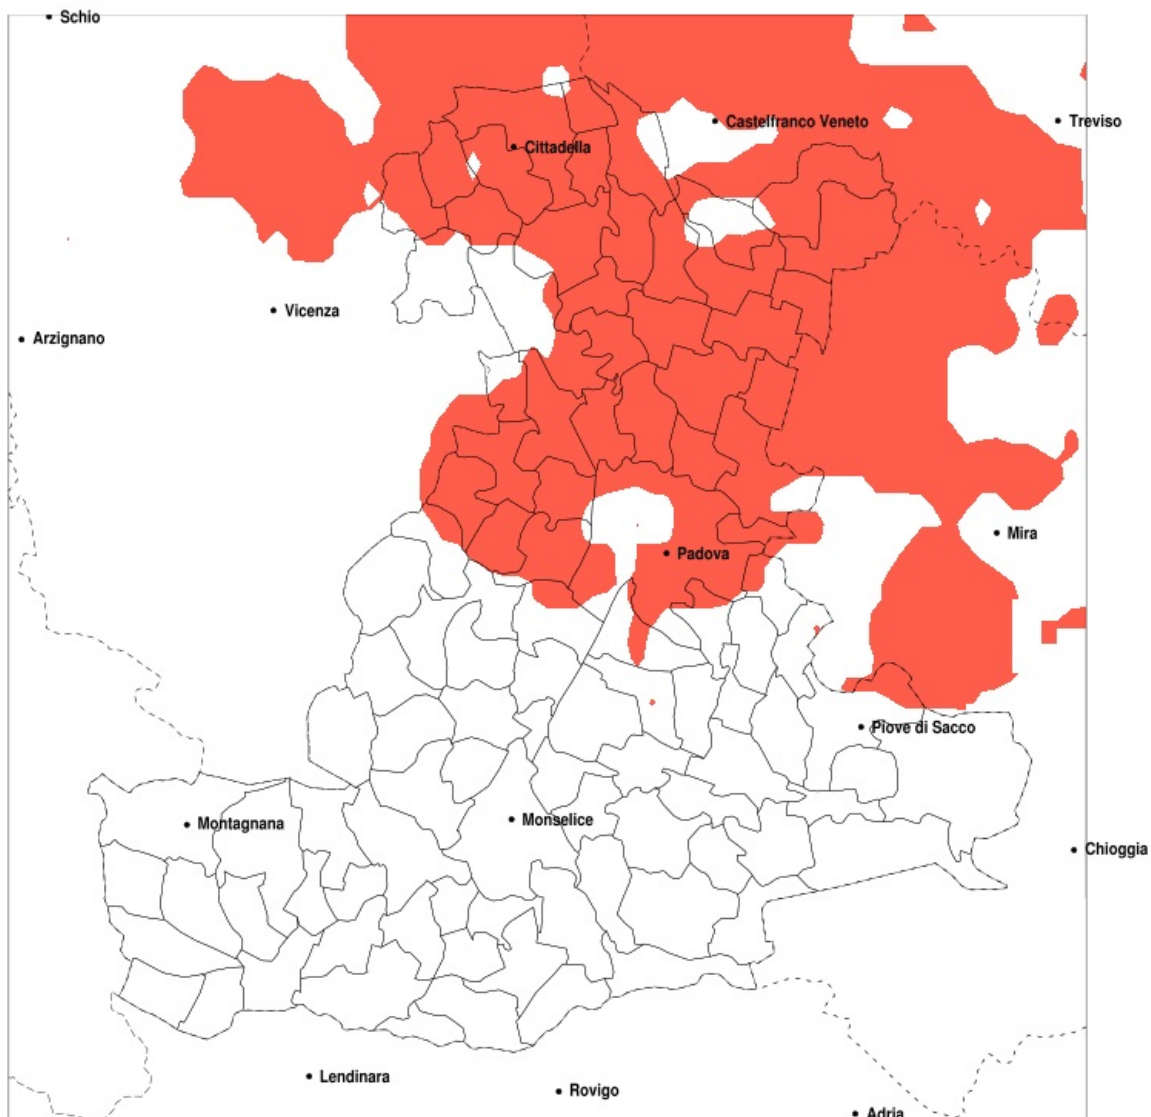 Schio
Castelfranco Veneto
Treviso
Cittadella
Vicenza
Arzignano
Mira
Padova
Piove di Sacco
Monselice
Montagnana
Chioggia
Lendinara
Rovigo
Adria